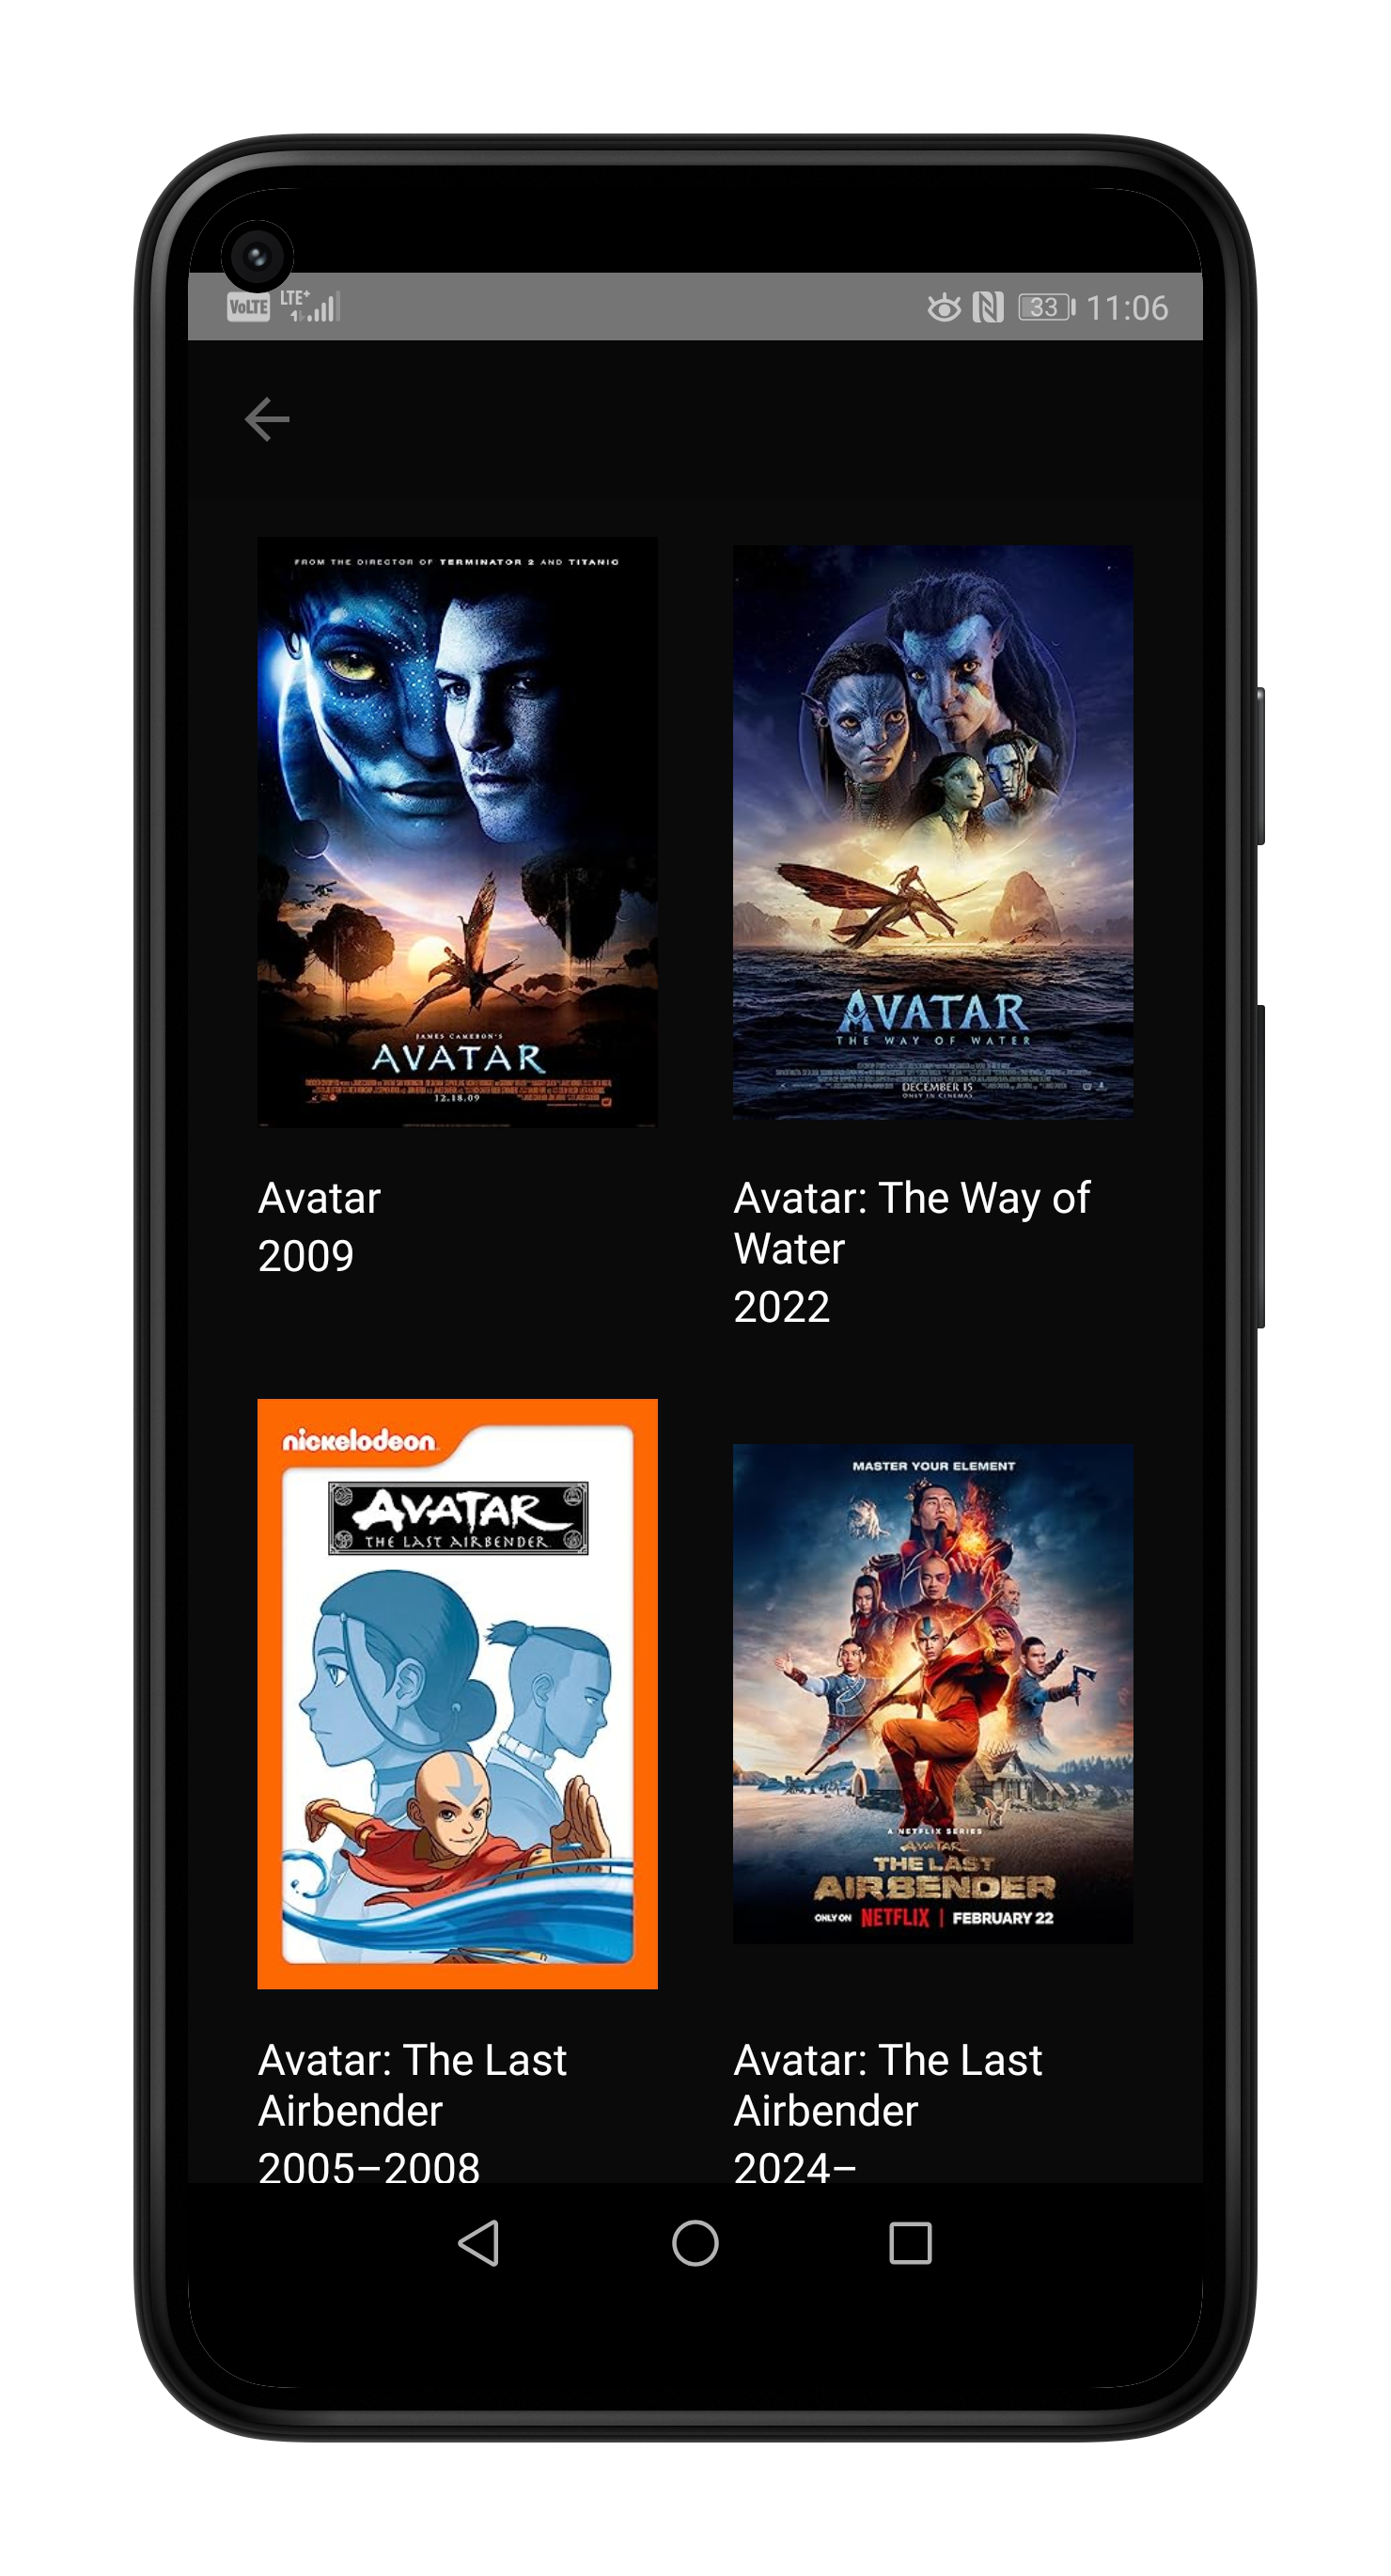 VoLTE LTE+ 33 11:06
FROM THE DIRECTOR OF TERMINATOR 2 AND TITANIC
JAMES CAMERON'S
AVATAR
12.18.09
AVATAR
THE WAY OF WATER
DECEMBER 15
ONLY IN CINEMAS
Avatar
2009
Avatar: The Way of
Water
2022
nickelodeon
AVATAR
THE LAST AIRBENDER
MASTER YOUR ELEMENT
A NETFLIX SERIES
AVATAR
THE LAST
AIRBENDER
ONLY ON NETFLIX | FEBRUARY 22
Avatar: The Last
Airbender
2005–2008
Avatar: The Last
Airbender
2024–